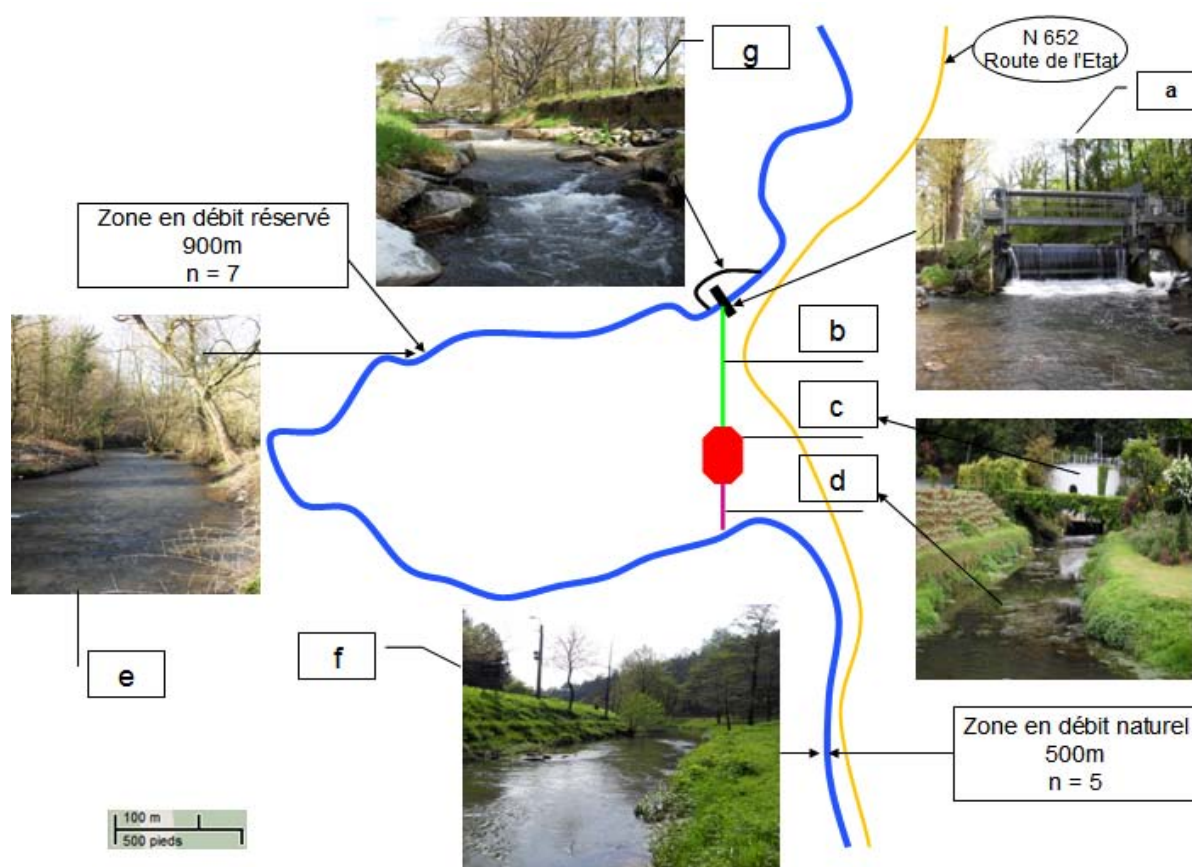 g
N 652
Route de l'Etat
a
Zone en débit réservé
900m
n = 7
b
c
d
e
f
Zone en débit naturel
500m
n = 5
100 m
500 pieds